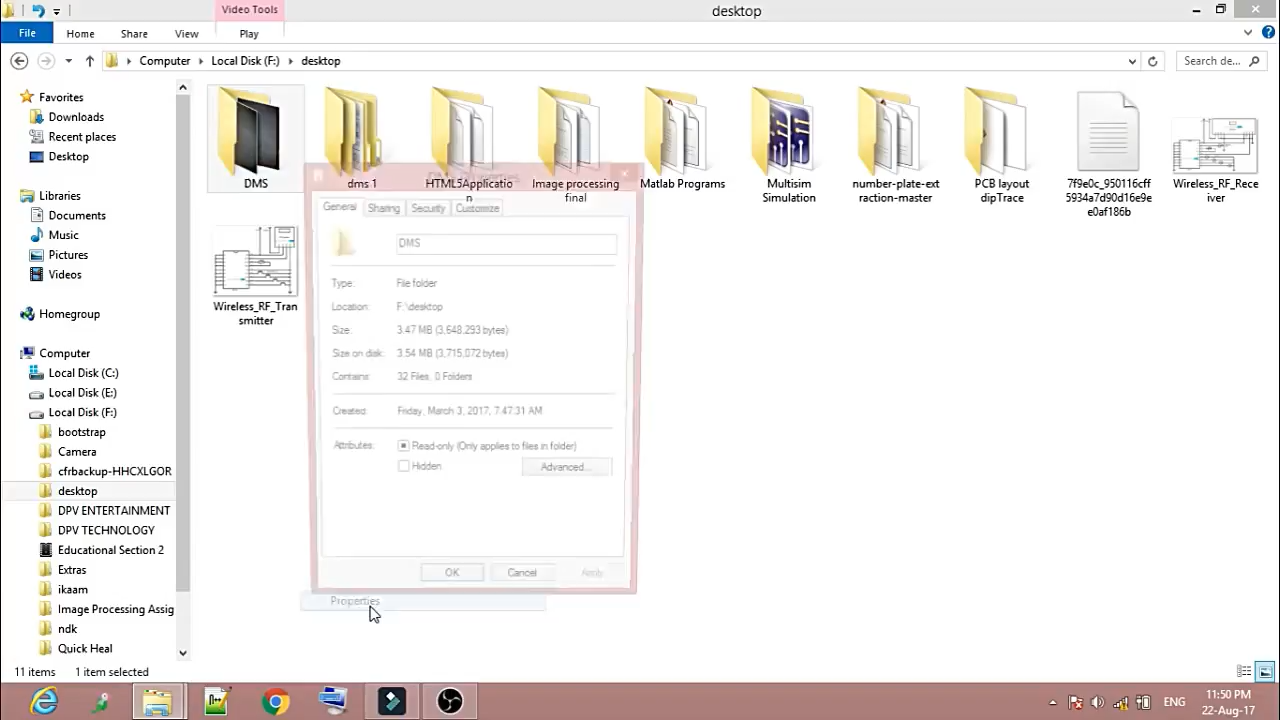 Video Tools
desktop
File
Home
Share
View
Play
Computer
Local Disk (F:)
desktop
Search de...
Favorites
Downloads
Recent places
Desktop
Libraries
Documents
Music
Pictures
Videos
Homegroup
Computer
Local Disk (C:)
Local Disk (E:)
Local Disk (F:)
bootstrap
Camera
cfrbackup-HHCXLGOR
desktop
DPV ENTERTAINMENT
DPV TECHNOLOGY
Educational Section 2
Extras
ikaam
Image Processing Assig
ndk
Quick Heal
DMS
dms 1
HTML5Applicatio
n
Image processing
final
Matlab Programs
Multisim
Simulation
number-plate-ext
raction-master
PCB layout
dipTrace
7f9e0c_950116cff
5934a7d90d16e9e
e0af186b
Wireless_RF_Rece
iver
Wireless_RF_Tran
smitter
General
Sharing
Security
Customize
DMS
Type: File folder
Location: F:\desktop
Size: 3.47 MB (3,648,293 bytes)
Size on disk: 3.54 MB (3,715,072 bytes)
Contains: 32 Files, 0 Folders
Created: Friday, March 3, 2017, 7:47:31 AM
Attributes: Read-only (Only applies to files in folder)
Hidden
Advanced...
OK
Cancel
Apply
Properties
11 items
1 item selected
ENG
11:50 PM
22-Aug-17